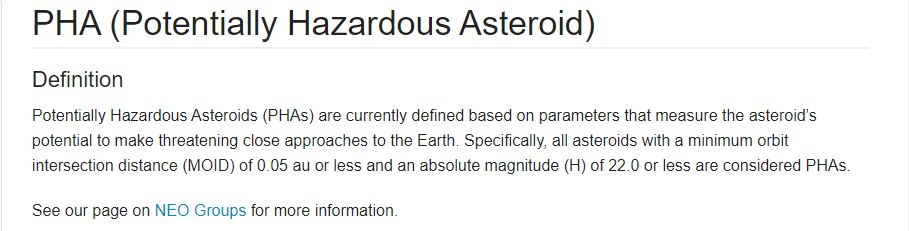 PHA (Potentially Hazardous Asteroid)
Definition
Potentially Hazardous Asteroids (PHAs) are currently defined based on parameters that measure the asteroid's
potential to make threatening close approaches to the Earth. Specifically, all asteroids with a minimum orbit
intersection distance (MOID) of 0.05 au or less and an absolute magnitude (H) of 22.0 or less are considered PHAs.
See our page on NEO Groups for more information.